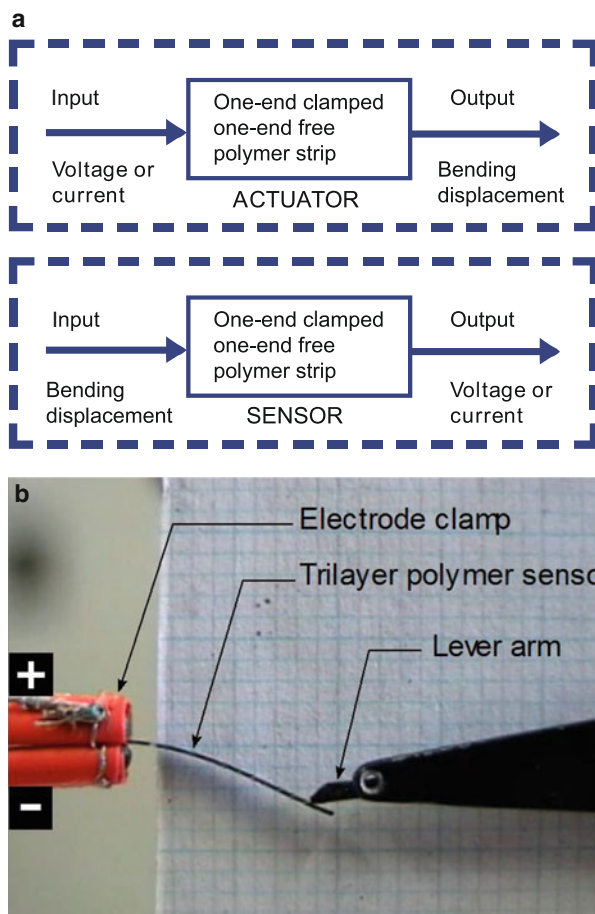 a
Input
Voltage or
current
One-end clamped
one-end free
polymer strip
ACTUATOR
Output
Bending
displacement
Input
Bending
displacement
One-end clamped
one-end free
polymer strip
SENSOR
Output
Voltage or
current
b
Electrode clamp
Trilayer polymer senso
Lever arm
+
-